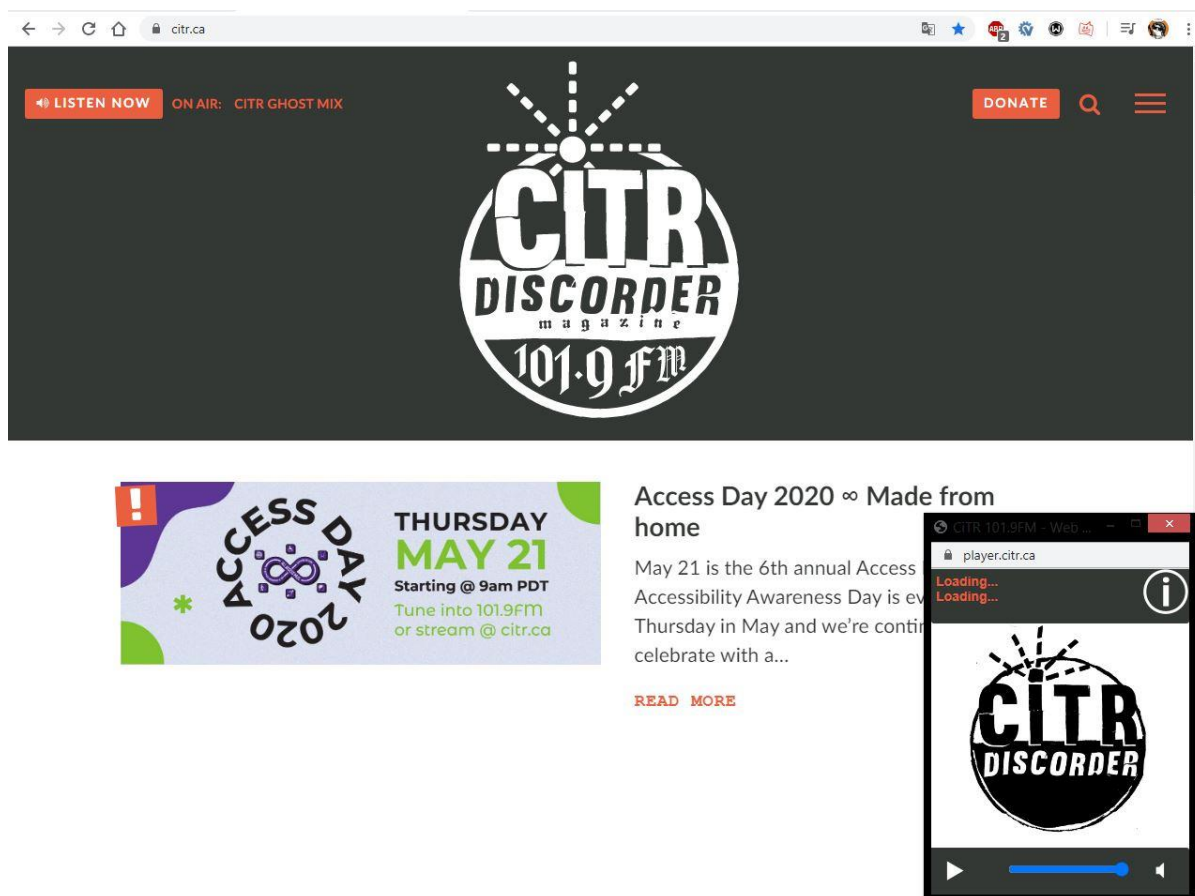 citr.ca
ABP
2
LISTEN NOW
ON AIR: CITR GHOST MIX
DONATE
CiTR
DISCORDER
magazine
101.9 FM
!
ACCESS DAY 2020
THURSDAY
MAY 21
Starting @ 9am PDT
Tune into 101.9FM
or stream @ citr.ca
Access Day 2020 ∞ Made from
home
May 21 is the 6th annual Access
Accessibility Awareness Day is ev
Thursday in May and we're contin
celebrate with a...
READ MORE
CiTR 101.9FM - Web ...
player.citr.ca
Loading...
Loading...
i
CiTR
DISCORDER